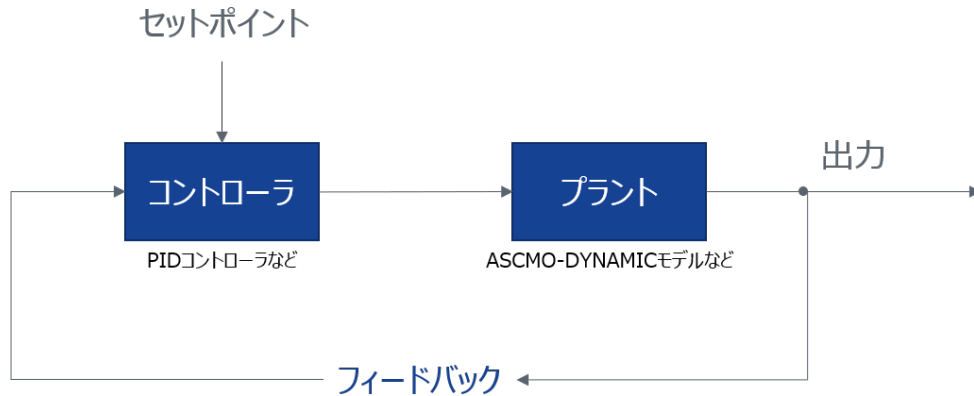 セットポイント
コントローラ
プラント
出力
PIDコントローラなど
ASCMO-DYNAMICモデルなど
フィードバック